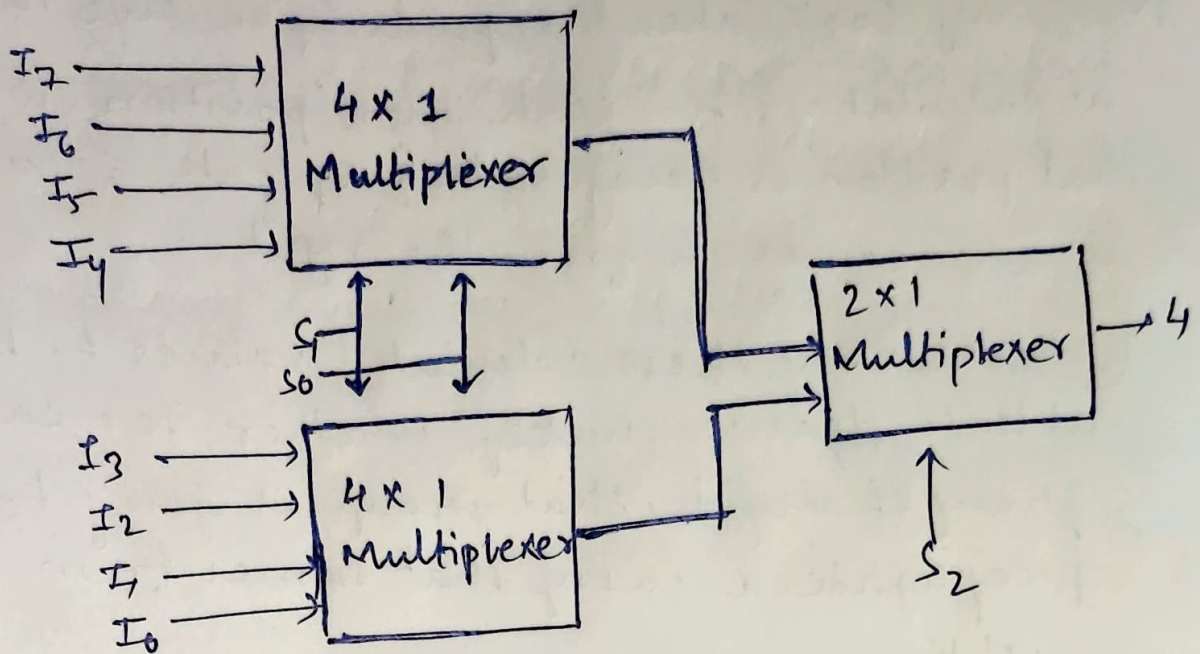 I7
I6
I5
I4
4 x 1
Multiplexer
S1
S0
I3
I2
I1
I0
4 x 1
Multiplexer
2 x 1
Multiplexer
4
S2